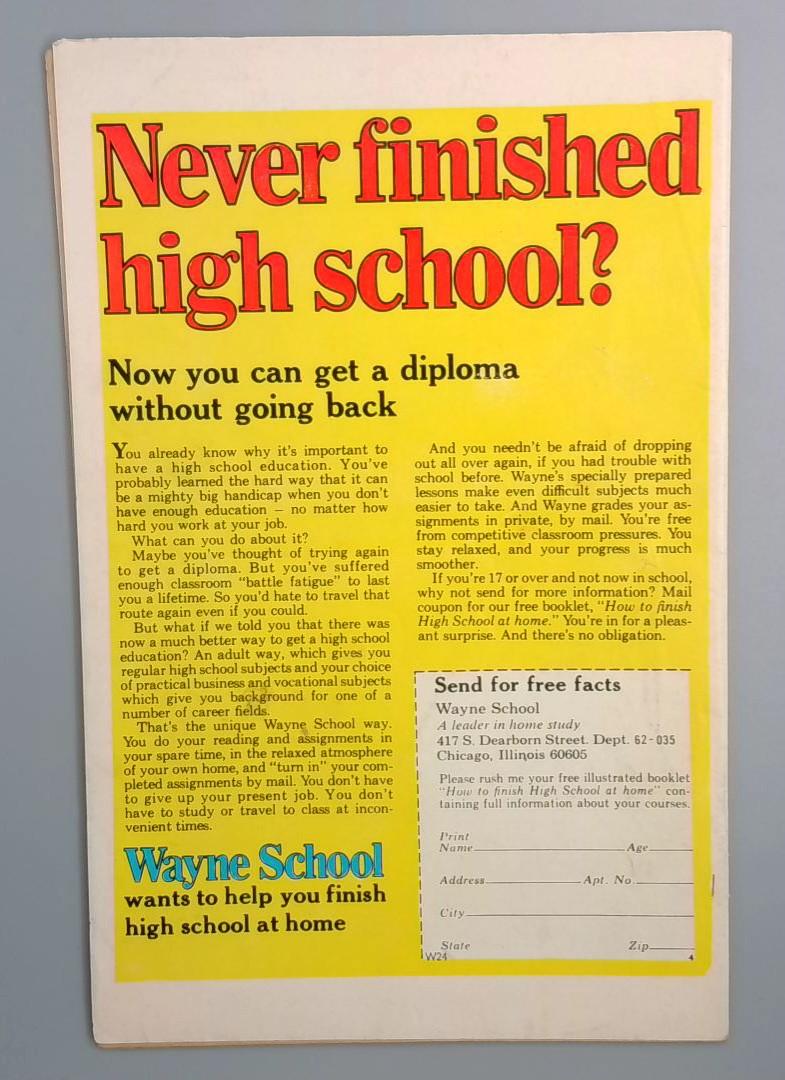 Never finished
high school?
Now you can get a diploma
without going back
You already know why it's important to
have a high school education. You've
probably learned the hard way that it can
be a mighty big handicap when you don't
have enough education – no matter how
hard you work at your job.
What can you do about it?
Maybe you've thought of trying again
to get a diploma. But you've suffered
enough classroom "battle fatigue" to last
you a lifetime. So you'd hate to travel that
route again even if you could.
But what if we told you that there was
now a much better way to get a high school
education? An adult way, which gives you
regular high school subjects and your choice
of practical business and vocational subjects
which give you background for one of a
number of career fields.
That's the unique Wayne School way.
You do your reading and assignments in
your spare time, in the relaxed atmosphere
of your own home, and "turn in" your com-
pleted assignments by mail. You don't have
to give up your present job. You don't
have to study or travel to class at incon-
venient times.
Wayne School
wants to help you finish
high school at home
And you needn't be afraid of dropping
out all over again, if you had trouble with
school before. Wayne's specially prepared
lessons make even difficult subjects much
easier to take. And Wayne grades your as-
signments in private, by mail. You're free
from competitive classroom pressures. You
stay relaxed, and your progress is much
smoother.
If you're 17 or over and not now in school,
why not send for more information? Mail
coupon for our free booklet, "How to finish
High School at home." You're in for a pleas-
ant surprise. And there's no obligation.
Send for free facts
Wayne School
A leader in home study
417 S. Dearborn Street. Dept. 62-035
Chicago, Illinois 60605
Please rush me your free illustrated booklet
"How to finish High School at home" con-
taining full information about your courses.
Print
Name Age
Address Apt. No.
City
State Zip
W24 4